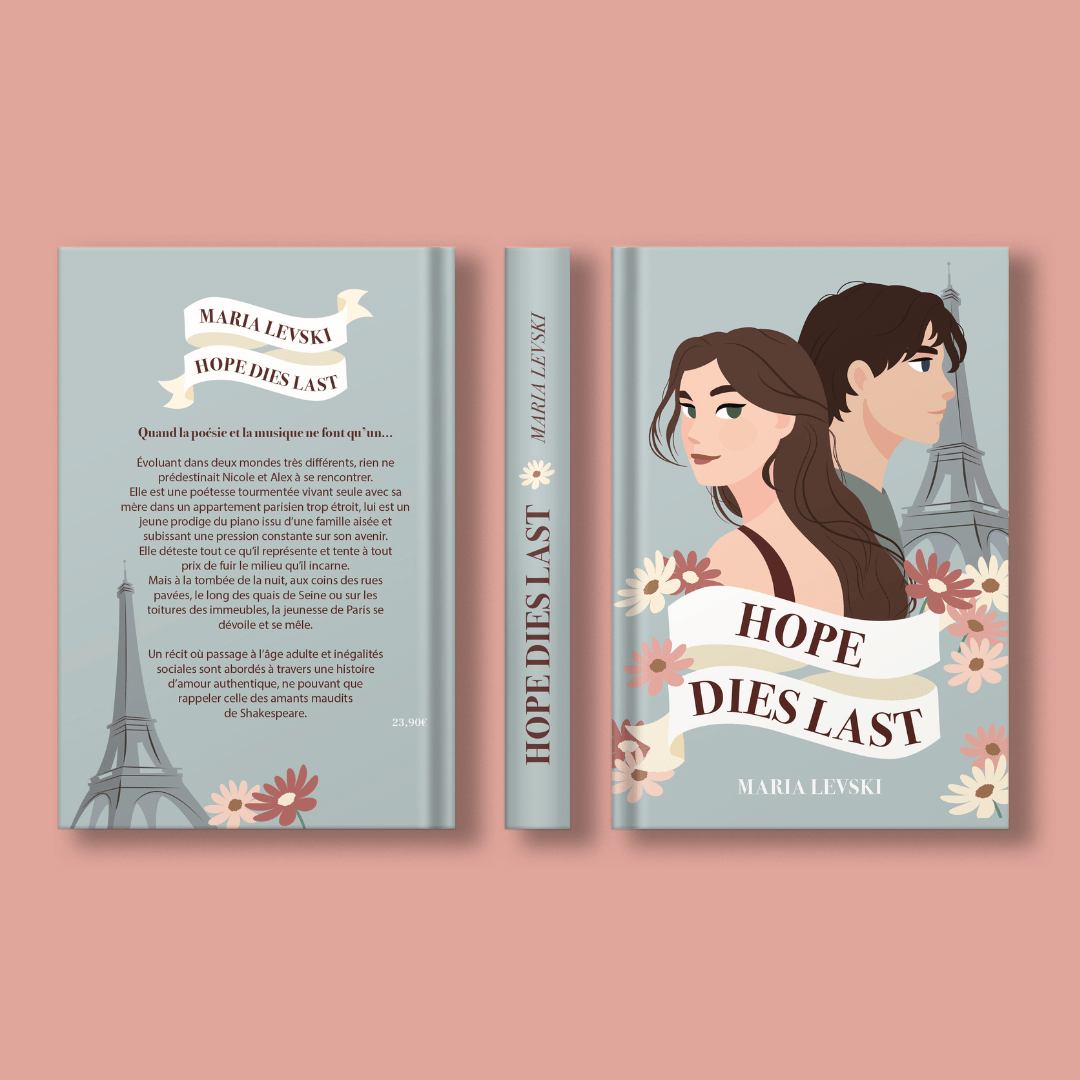 MARIA LEVSKI
HOPE DIES LAST
Quand la poésie et la musique ne font qu'un...
Évoluant dans deux mondes très différents, rien ne
prédestinait Nicole et Alex à se rencontrer.
Elle est une poétesse tourmentée vivant seule avec sa
mère dans un appartement parisien trop étroit, lui est un
jeune prodige du piano issu d'une famille aisée et
subissant une pression constante sur son avenir.
Elle déteste tout ce qu'il représente et tente à tout
prix de fuir le milieu qu'il incarne.
Mais à la tombée de la nuit, aux coins des rues
pavées, le long des quais de Seine ou sur les
toitures des immeubles, la jeunesse de Paris se
dévoile et se mêle.
Un récit où passage à l'âge adulte et inégalités
sociales sont abordés à travers une histoire
d'amour authentique, ne pouvant que
rappeler celle des amants maudits
de Shakespeare.
23,90€
HOPE DIES LAST
MARIA LEVSKI
HOPE
DIES LAST
MARIA LEVSKI